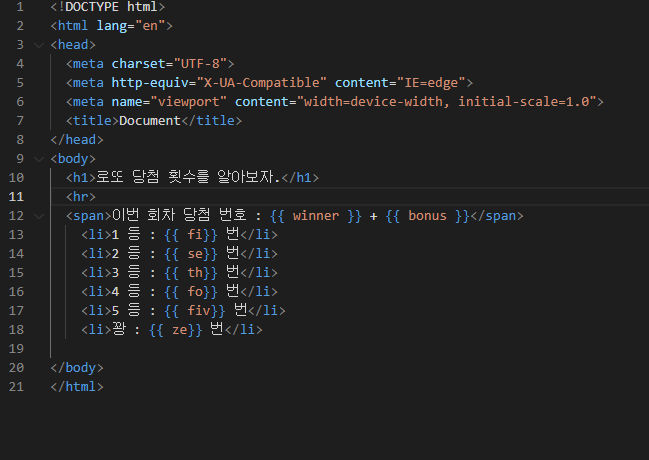 1 <!DOCTYPE html>
2 <html lang="en">
3 <head>
4 <meta charset="UTF-8">
5 <meta http-equiv="X-UA-Compatible" content="IE=edge">
6 <meta name="viewport" content="width=device-width, initial-scale=1.0">
7 <title>Document</title>
8 </head>
9 <body>
10 <h1>로또 당첨 횟수를 알아보자.</h1>
11 <hr>
12 <span>이번 회차 당첨 번호 : {{ winner }} + {{ bonus }}</span>
13 <li>1 등 : {{ fi}} 번</li>
14 <li>2 등 : {{ se}} 번</li>
15 <li>3 등 : {{ th}} 번</li>
16 <li>4 등 : {{ fo}} 번</li>
17 <li>5 등 : {{ fiv}} 번</li>
18 <li>꽝 : {{ ze}} 번</li>
19
20 </body>
21 </html>